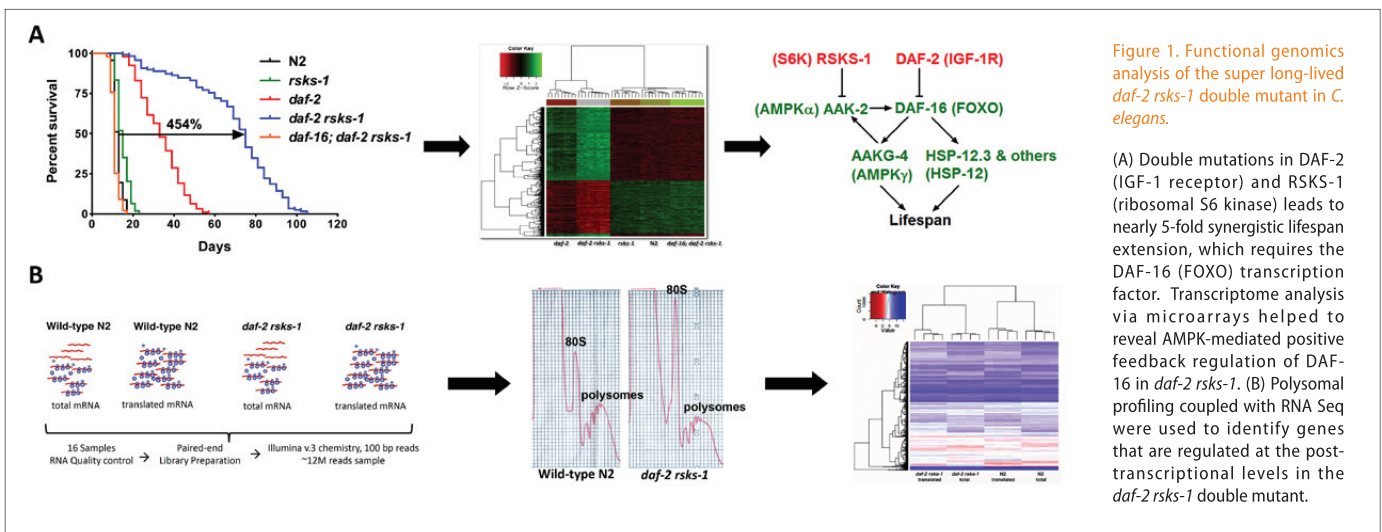 A
100
75
50
25
0
Percent survival
0 20 40 60 80 100 120
Days
454%
N2
rsks-1
daf-2
daf-2 rsks-1
daf-16; daf-2 rsks-1
Color Key
Row Z-Score
daf-2 daf-2 rsks-1 rsks-1 N2 daf-16; daf-2 rsks-1
(S6K) RSKS-1 DAF-2 (IGF-1R)
(AMPKα) AAK-2 DAF-16 (FOXO)
AAKG-4 HSP-12.3 & others
(AMPKγ) (HSP-12)
Lifespan
B
Wild-type N2 Wild-type N2 daf-2 rsks-1 daf-2 rsks-1
total mRNA translated mRNA total mRNA translated mRNA
16 Samples
RNA Quality control
Paired-end
Library Preparation
Illumina v.3 chemistry, 100 bp reads
~12M reads sample
80S
polysomes
Wild-type N2
80S
polysomes
daf-2 rsks-1
Color Key
Count
Value
daf-2 rsks-1 daf-2 rsks-1 N2 N2
translated total translated total
Figure 1. Functional genomics
analysis of the super long-lived
daf-2 rsks-1 double mutant in C.
elegans.
(A) Double mutations in DAF-2
(IGF-1 receptor) and RSKS-1
(ribosomal S6 kinase) leads to
nearly 5-fold synergistic lifespan
extension, which requires the
DAF-16 (FOXO) transcription
factor. Transcriptome analysis
via microarrays helped to
reveal AMPK-mediated positive
feedback regulation of DAF-
16 in daf-2 rsks-1. (B) Polysomal
profiling coupled with RNA Seq
were used to identify genes
that are regulated at the post-
transcriptional levels in the
daf-2 rsks-1 double mutant.